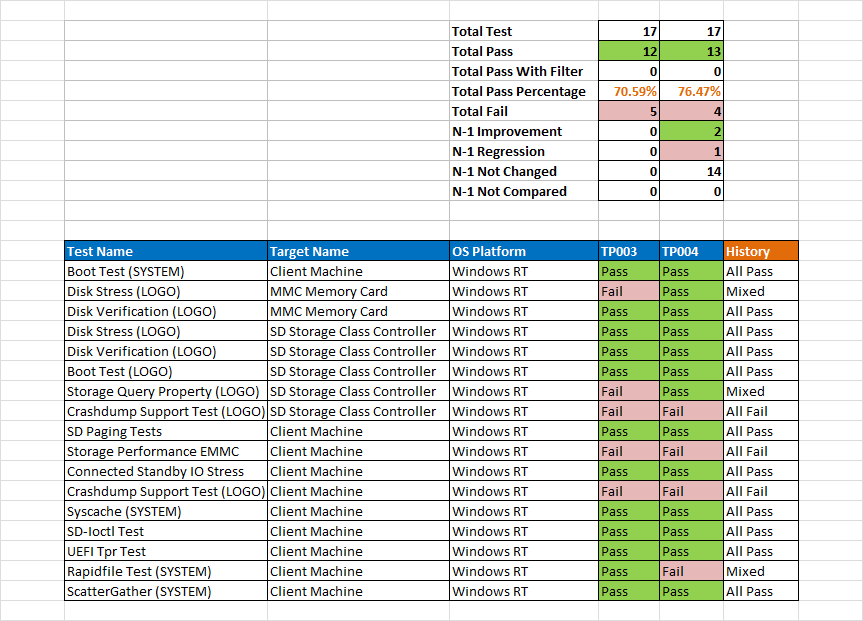 Total Test 17 17
Total Pass 12 13
Total Pass With Filter 0 0
Total Pass Percentage 70.59% 76.47%
Total Fail 5 4
N-1 Improvement 0 2
N-1 Regression 0 1
N-1 Not Changed 0 14
N-1 Not Compared 0 0
Test Name Target Name OS Platform TP003 TP004 History
Boot Test (SYSTEM) Client Machine Windows RT Pass Pass All Pass
Disk Stress (LOGO) MMC Memory Card Windows RT Fail Pass Mixed
Disk Verification (LOGO) MMC Memory Card Windows RT Pass Pass All Pass
Disk Stress (LOGO) SD Storage Class Controller Windows RT Pass Pass All Pass
Disk Verification (LOGO) SD Storage Class Controller Windows RT Pass Pass All Pass
Boot Test (LOGO) SD Storage Class Controller Windows RT Pass Pass All Pass
Storage Query Property (LOGO) SD Storage Class Controller Windows RT Fail Pass Mixed
Crashdump Support Test (LOGO) SD Storage Class Controller Windows RT Fail Fail All Fail
SD Paging Tests Client Machine Windows RT Pass Pass All Pass
Storage Performance EMMC Client Machine Windows RT Fail Fail All Fail
Connected Standby IO Stress Client Machine Windows RT Pass Pass All Pass
Crashdump Support Test (LOGO) Client Machine Windows RT Fail Fail All Fail
Syscache (SYSTEM) Client Machine Windows RT Pass Pass All Pass
SD-Ioctl Test Client Machine Windows RT Pass Pass All Pass
UEFI Tpr Test Client Machine Windows RT Pass Pass All Pass
Rapidfile Test (SYSTEM) Client Machine Windows RT Pass Fail Mixed
ScatterGather (SYSTEM) Client Machine Windows RT Pass Pass All Pass